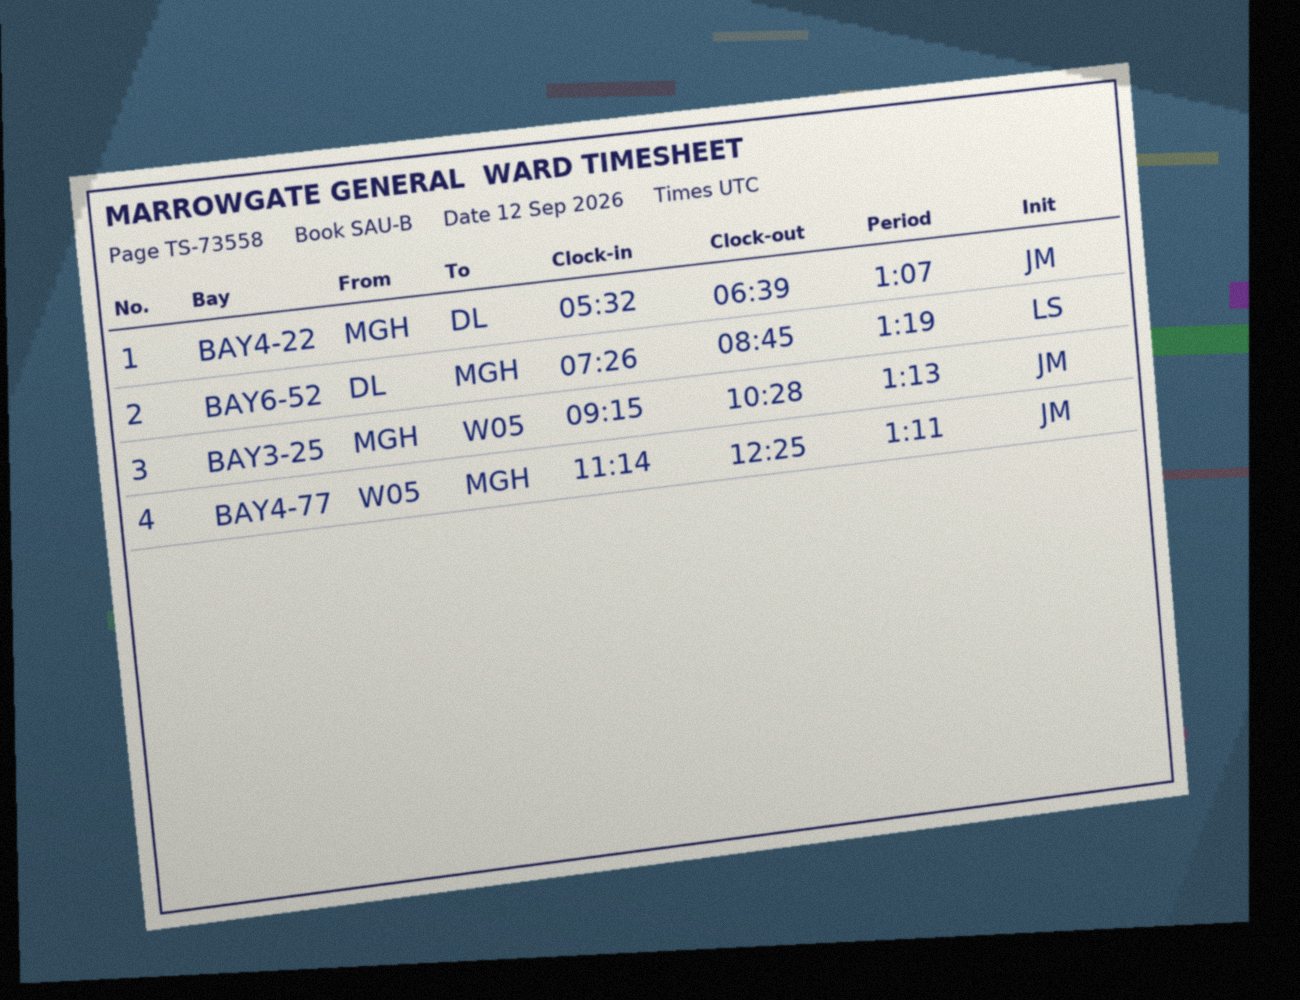 MARROWGATE GENERAL WARD TIMESHEET
Page TS-73558 Book SAU-B Date 12 Sep 2026 Times UTC
No. Bay From To Clock-in Clock-out Period Init
1 BAY4-22 MGH DL 05:32 06:39 1:07 JM
2 BAY6-52 DL MGH 07:26 08:45 1:19 LS
3 BAY3-25 MGH W05 09:15 10:28 1:13 JM
4 BAY4-77 W05 MGH 11:14 12:25 1:11 JM